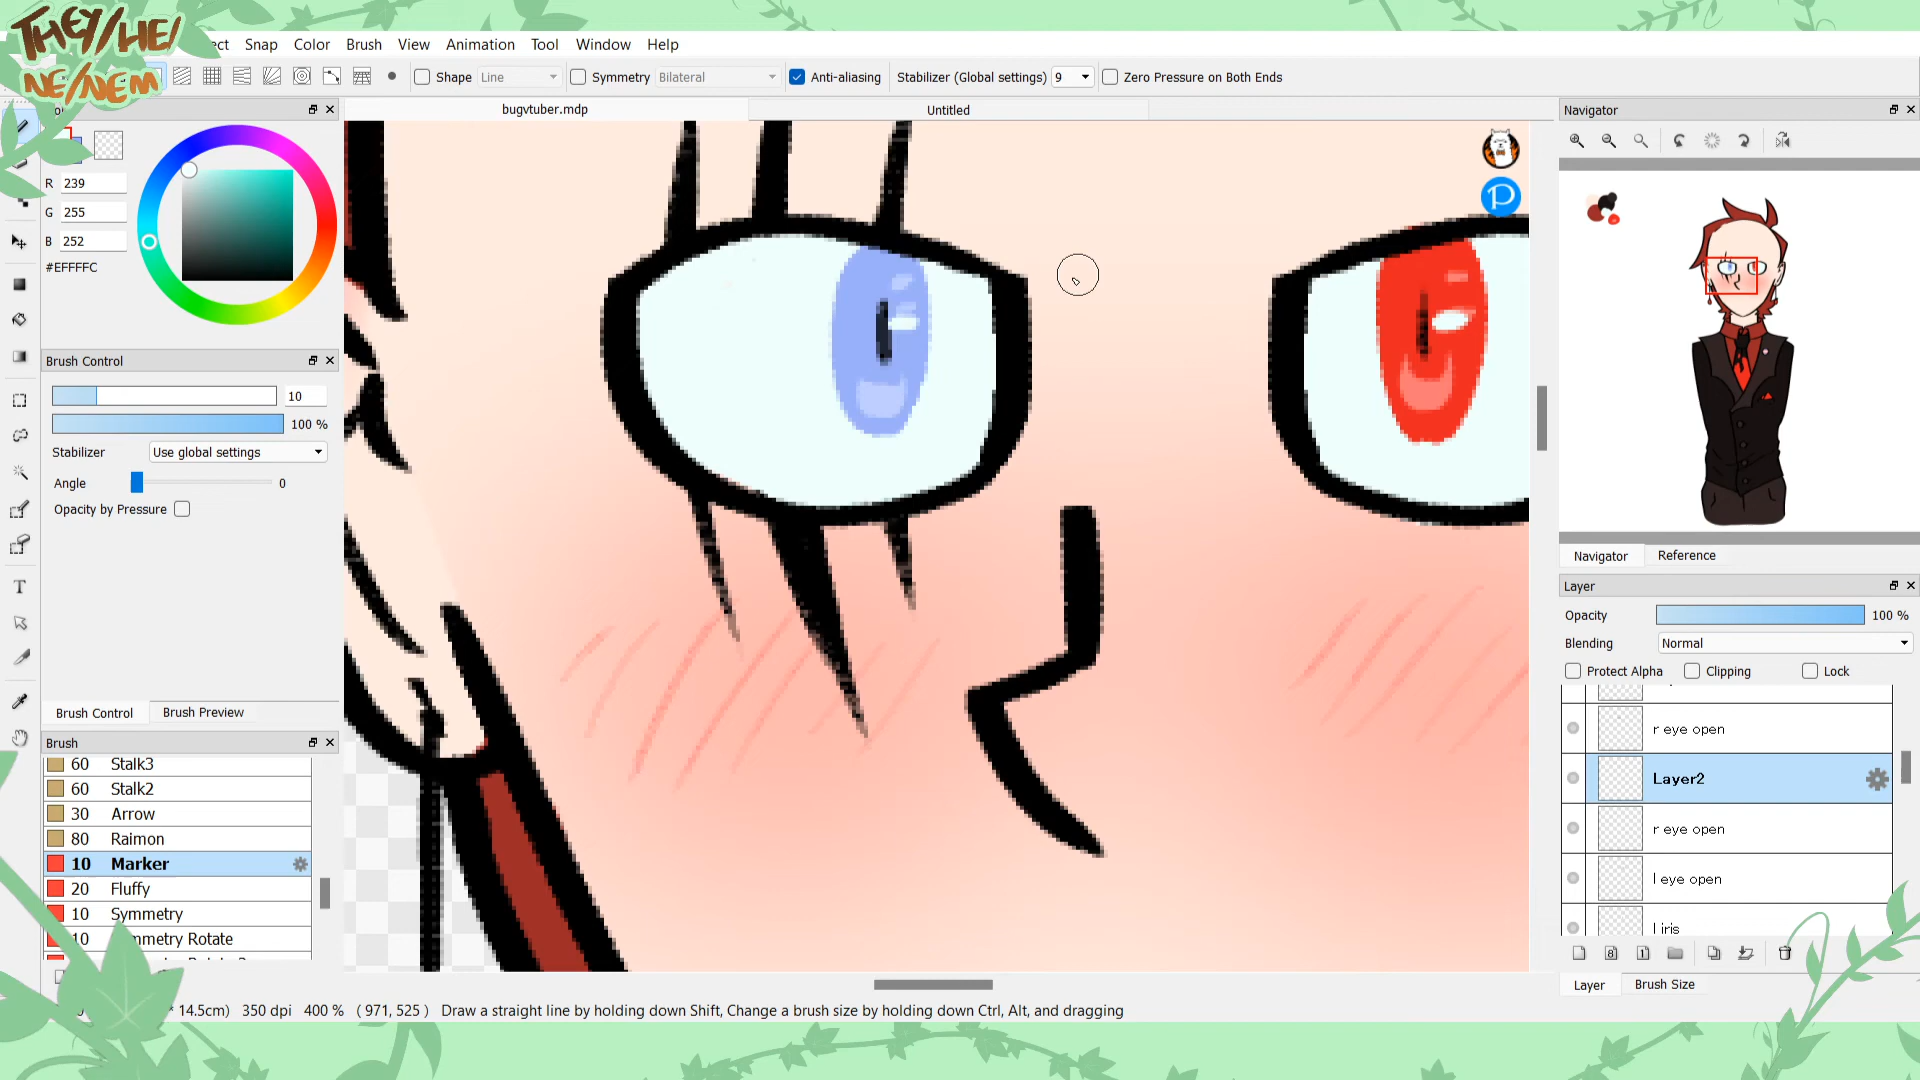 THEY/HE/
NE/NEM
ect Snap Color Brush View Animation Tool Window Help
Shape Line Symmetry Bilateral Anti-aliasing Stabilizer (Global settings) 9 Zero Pressure on Both Ends
bugvtuber.mdp Untitled
Navigator
R 239
G 255
B 252
#EFFFFC
Brush Control
10
100 %
Stabilizer Use global settings
Angle 0
Opacity by Pressure
Brush Control Brush Preview
Brush
60 Stalk3
60 Stalk2
30 Arrow
80 Raimon
10 Marker
20 Fluffy
10 Symmetry
10 mmetry Rotate
P
Navigator Reference
Layer
Opacity 100 %
Blending Normal
Protect Alpha Clipping Lock
r eye open
Layer2
r eye open
l eye open
l iris
8 1
T
Layer Brush Size
* 14.5cm) 350 dpi 400 % ( 971, 525 ) Draw a straight line by holding down Shift, Change a brush size by holding down Ctrl, Alt, and dragging